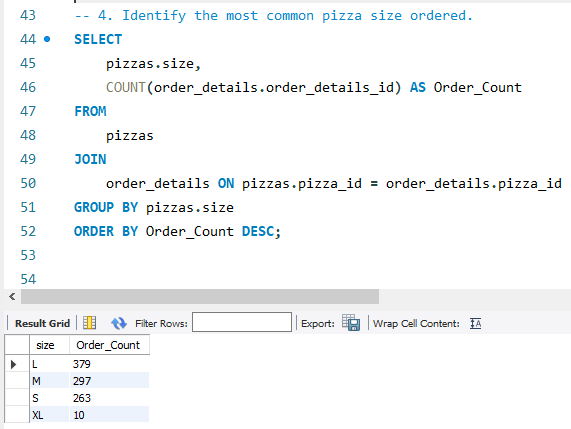 43 -- 4. Identify the most common pizza size ordered.
44 SELECT
45 pizzas.size,
46 COUNT(order_details.order_details_id) AS Order_Count
47 FROM
48 pizzas
49 JOIN
50 order_details ON pizzas.pizza_id = order_details.pizza_id
51 GROUP BY pizzas.size
52 ORDER BY Order_Count DESC;
53
54
Result Grid Filter Rows: Export: Wrap Cell Content:
size Order_Count
L 379
M 297
S 263
XL 10